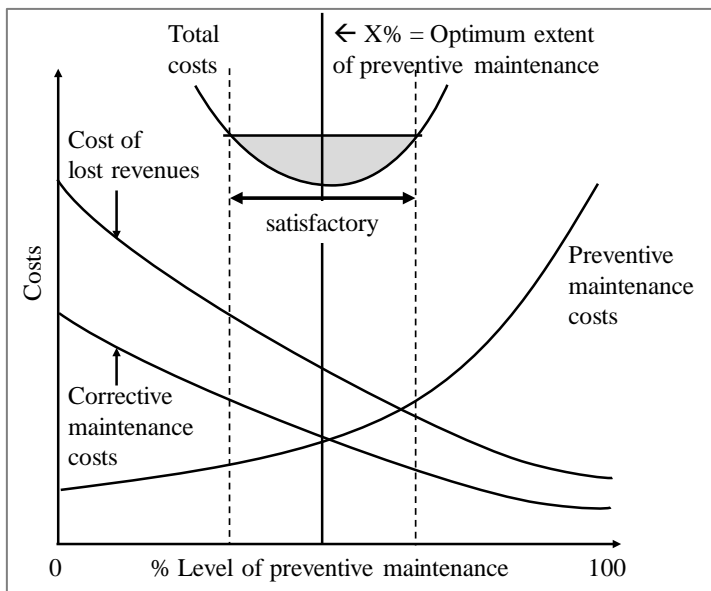 Total
costs
← X% = Optimum extent
of preventive maintenance
Cost of
lost revenues
satisfactory
Preventive
maintenance
costs
Costs
Corrective
maintenance
costs
0
% Level of preventive maintenance
100